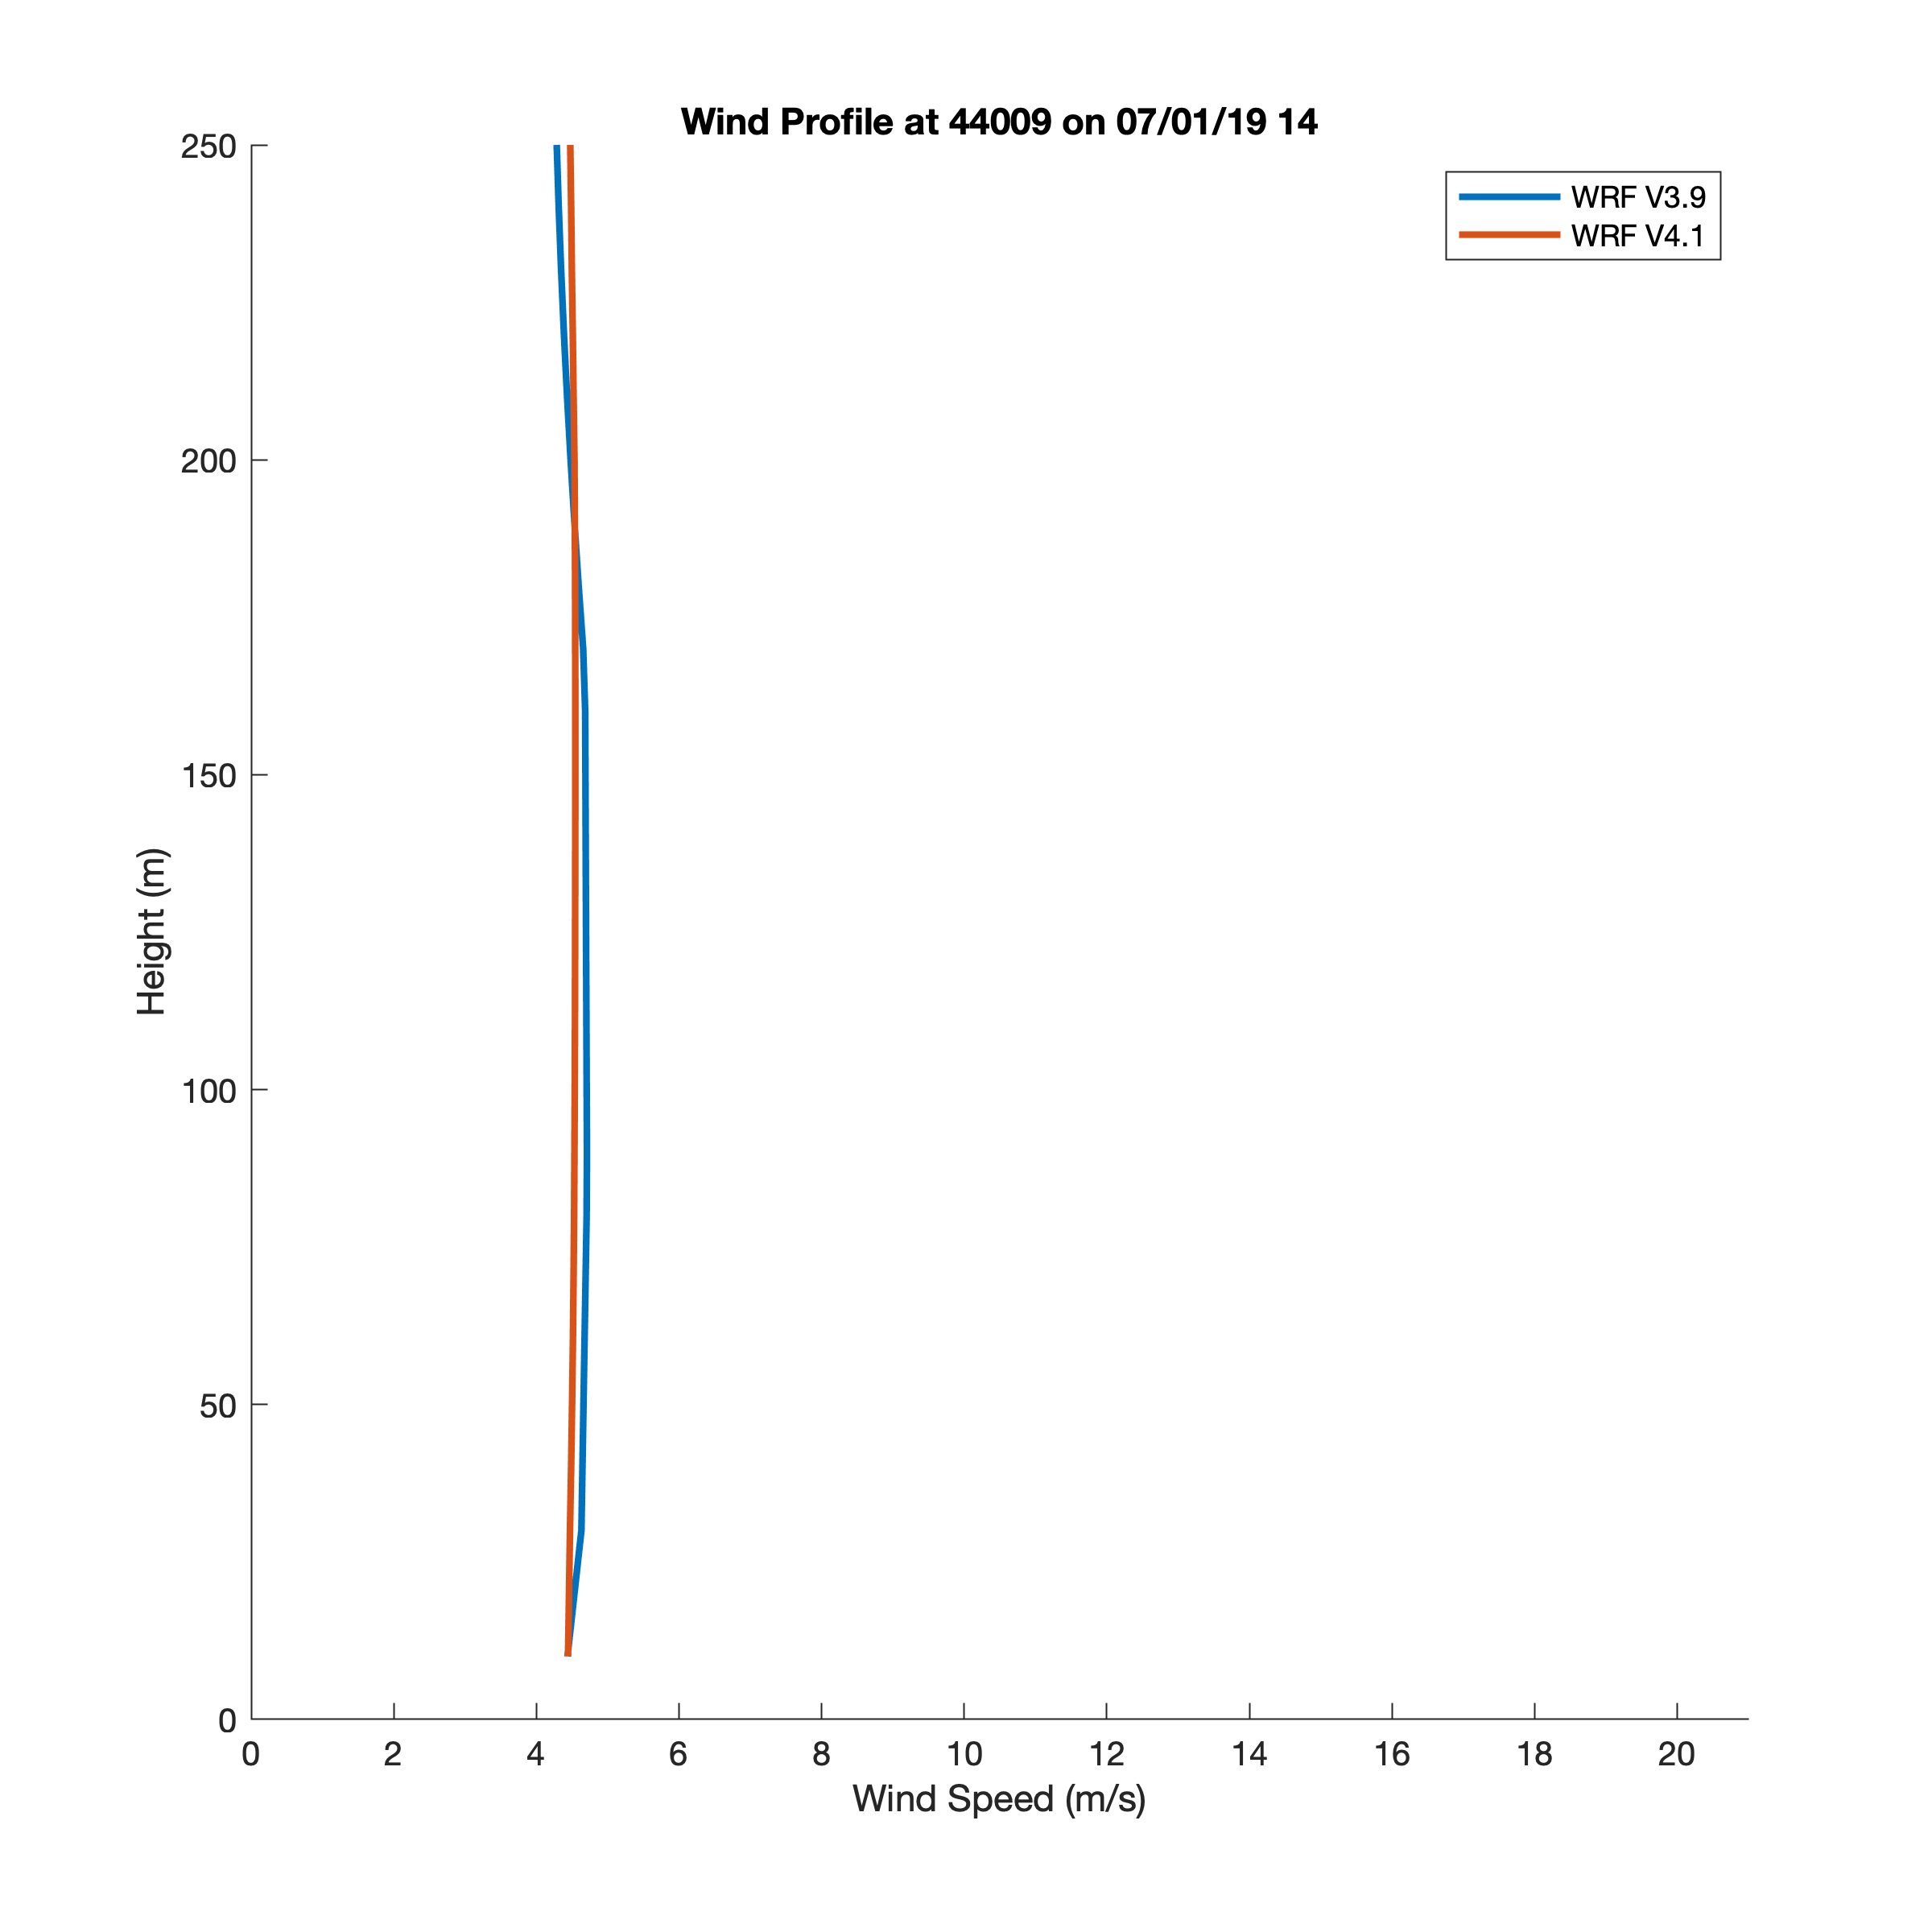 Wind Profile at 44009 on 07/01/19 14
WRF V3.9
WRF V4.1
250
200
150
100
50
0
Height (m)
0 2 4 6 8 10 12 14 16 18 20
Wind Speed (m/s)